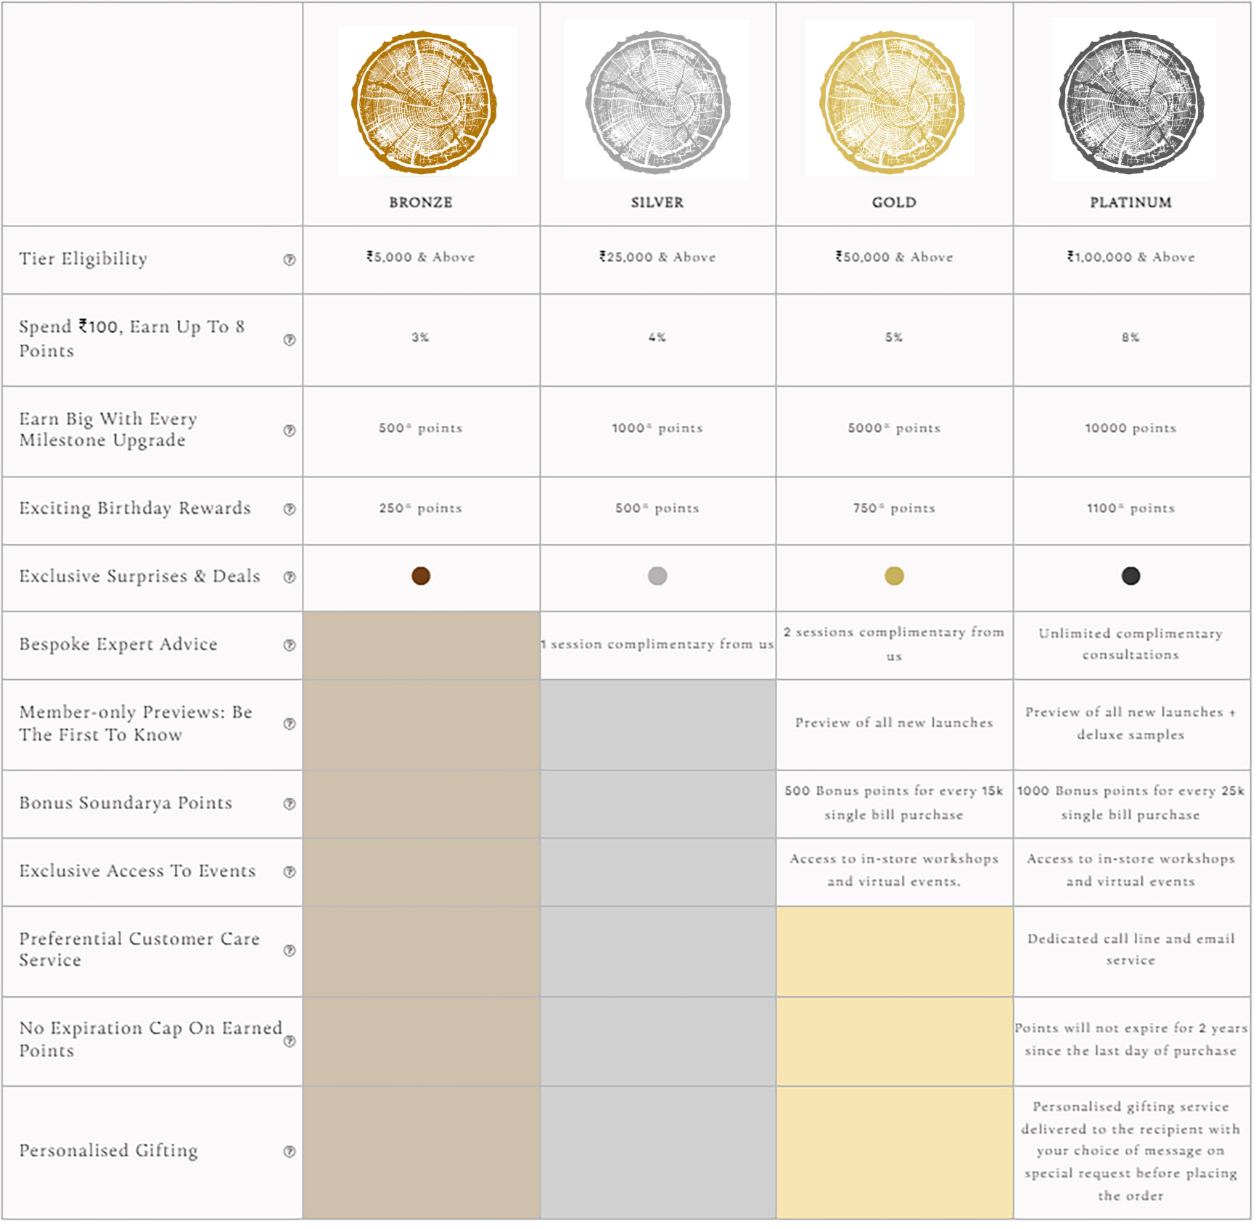 BRONZE
SILVER
GOLD
PLATINUM
Tier Eligibility
₹5,000 & Above
₹25,000 & Above
₹50,000 & Above
₹1,00,000 & Above
Spend ₹100, Earn Up To 8
Points
3%
4%
5%
8%
Earn Big With Every
Milestone Upgrade
500* points
1000* points
5000* points
10000 points
Exciting Birthday Rewards
250* points
500* points
750* points
1100* points
Exclusive Surprises & Deals
Bespoke Expert Advice
1 session complimentary from us
2 sessions complimentary from
us
Unlimited complimentary
consultations
Member-only Previews: Be
The First To Know
Preview of all new launches
Preview of all new launches +
deluxe samples
Bonus Soundarya Points
500 Bonus points for every 15k
single bill purchase
1000 Bonus points for every 25k
single bill purchase
Exclusive Access To Events
Access to in-store workshops
and virtual events.
Access to in-store workshops
and virtual events
Preferential Customer Care
Service
Dedicated call line and email
service
No Expiration Cap On Earned
Points
Points will not expire for 2 years
since the last day of purchase
Personalised Gifting
Personalised gifting service
delivered to the recipient with
your choice of message on
special request before placing
the order